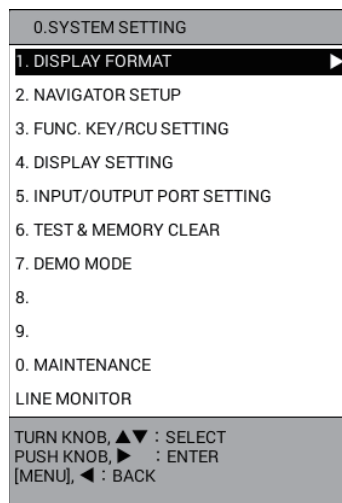 0.SYSTEM SETTING
1. DISPLAY FORMAT ▶
2. NAVIGATOR SETUP
3. FUNC. KEY/RCU SETTING
4. DISPLAY SETTING
5. INPUT/OUTPUT PORT SETTING
6. TEST & MEMORY CLEAR
7. DEMO MODE
8.
9.
0. MAINTENANCE
LINE MONITOR
TURN KNOB, ▲▼ : SELECT
PUSH KNOB, ▶ : ENTER
[MENU], ◀ : BACK